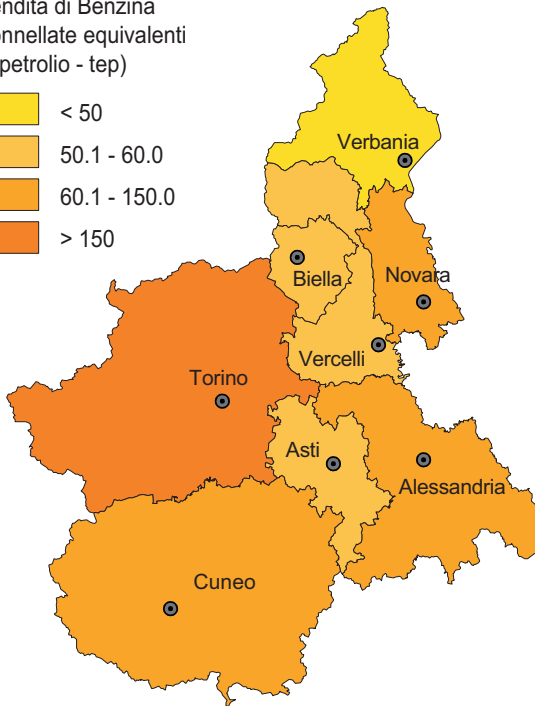 endita di Benzina
onnellate equivalenti
petrolio - tep)
< 50
50.1 - 60.0
60.1 - 150.0
> 150
Verbania
Biella
Novara
Vercelli
Torino
Asti
Alessandria
Cuneo